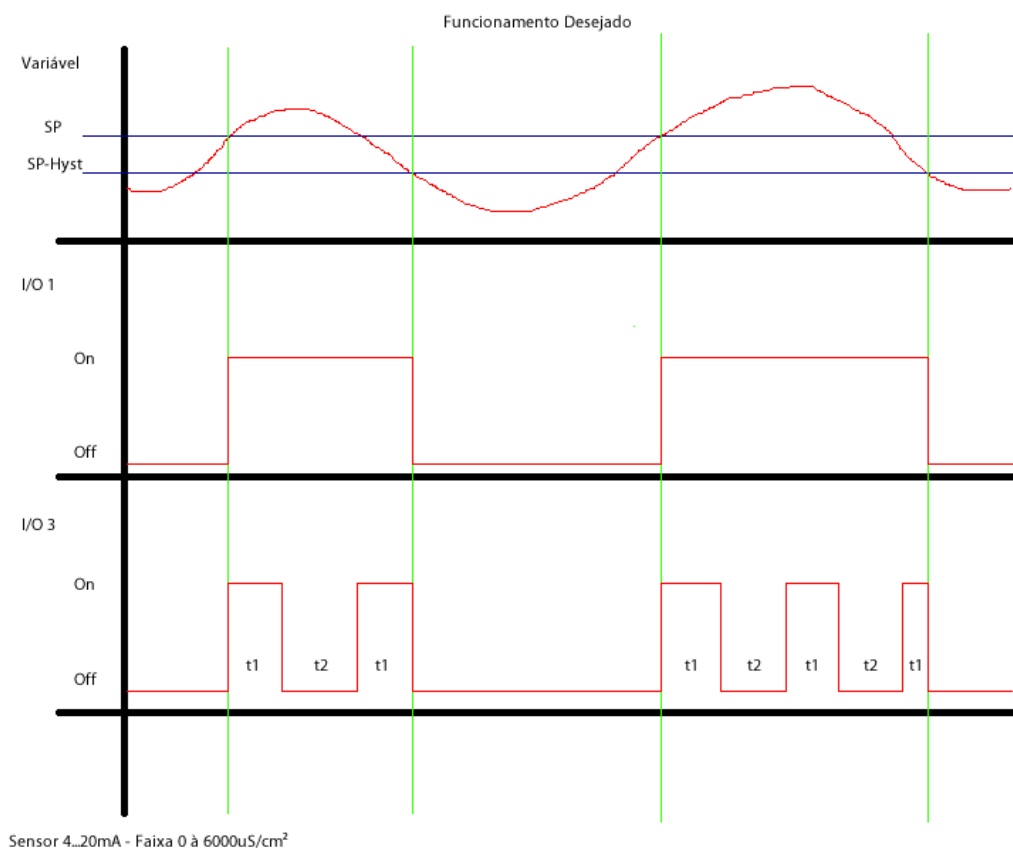 Funcionamento Desejado
Variável
SP
SP-Hyst
I/O 1
On
Off
I/O 3
On
t1 t2 t1 t1 t2 t1 t2 t1
Off
Sensor 4...20mA - Faixa 0 à 6000uS/cm²